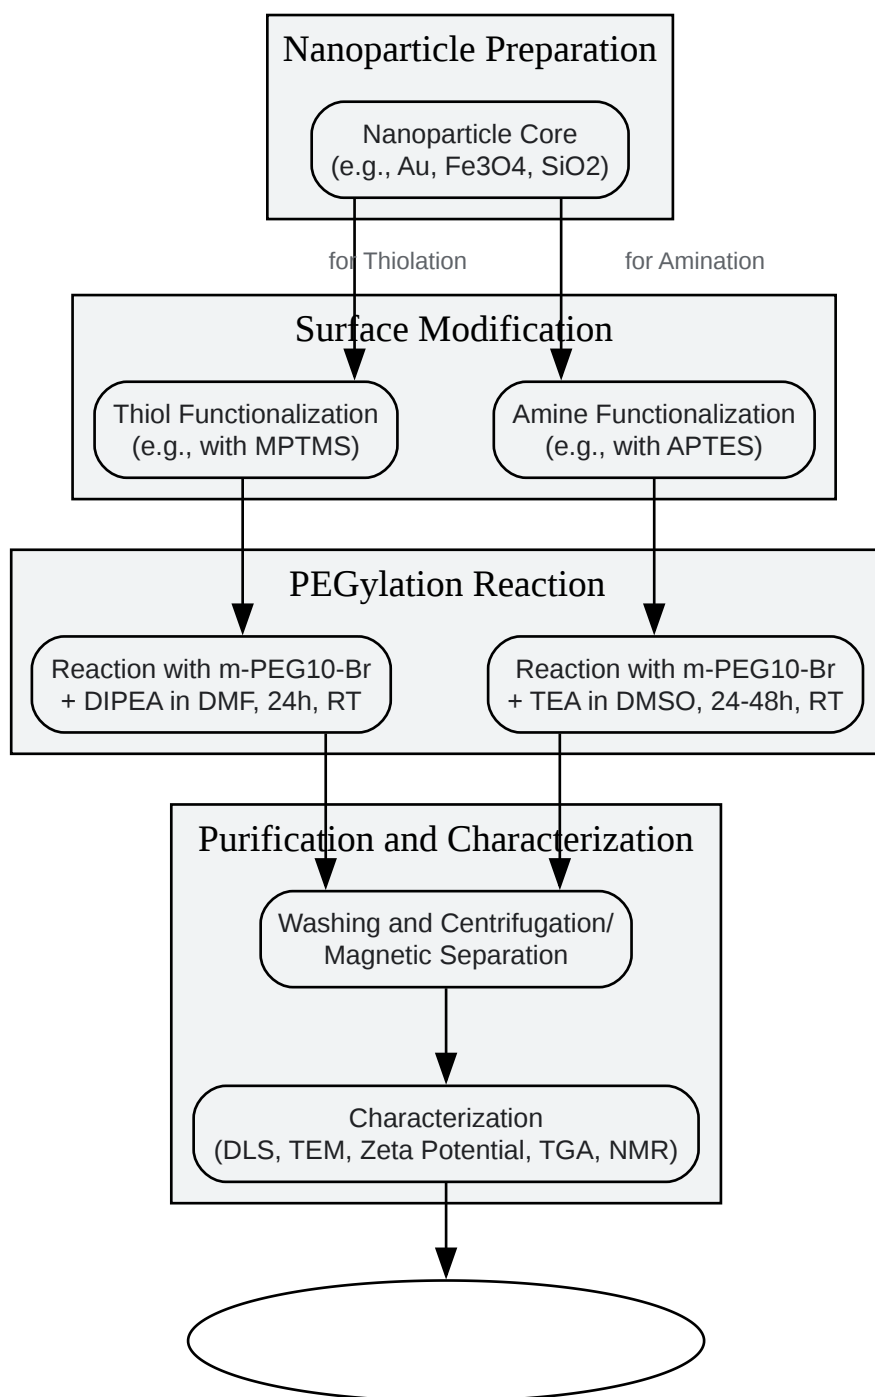 Nanoparticle Preparation
Nanoparticle Core
(e.g., Au, Fe3O4, SiO2)
for Thiolation
for Amination
Surface Modification
Thiol Functionalization
(e.g., with MPTMS)
Amine Functionalization
(e.g., with APTES)
PEGylation Reaction
Reaction with m-PEG10-Br
+ DIPEA in DMF, 24h, RT
Reaction with m-PEG10-Br
+ TEA in DMSO, 24-48h, RT
Purification and Characterization
Washing and Centrifugation/
Magnetic Separation
Characterization
(DLS, TEM, Zeta Potential, TGA, NMR)